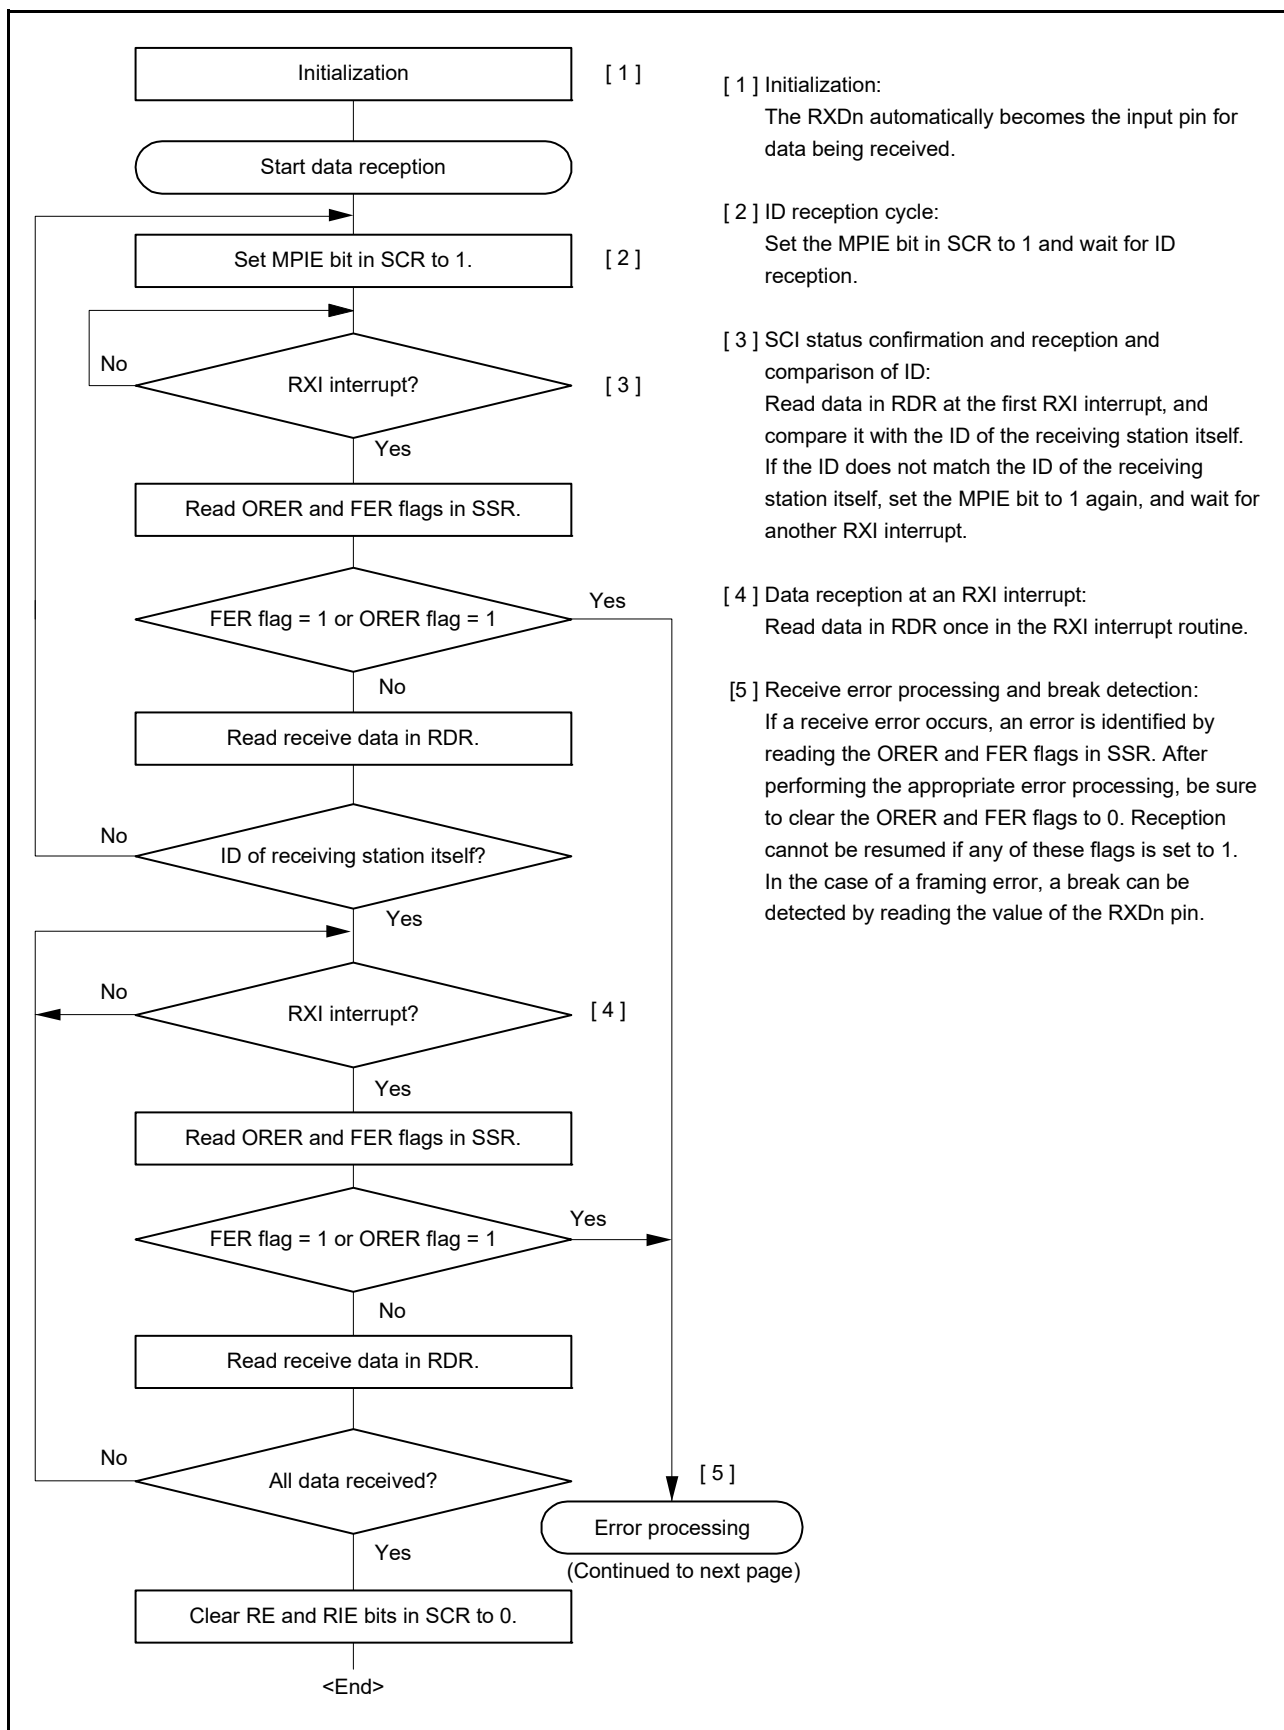 Initialization
[ 1 ]
Start data reception
Set MPIE bit in SCR to 1.
[ 2 ]
No
RXI interrupt?
[ 3 ]
Yes
Read ORER and FER flags in SSR.
FER flag = 1 or ORER flag = 1
Yes
No
Read receive data in RDR.
No
ID of receiving station itself?
Yes
No
RXI interrupt?
[ 4 ]
Yes
Read ORER and FER flags in SSR.
FER flag = 1 or ORER flag = 1
Yes
No
Read receive data in RDR.
No
All data received?
[ 5 ]
Error processing
(Continued to next page)
Yes
Clear RE and RIE bits in SCR to 0.
<End>
[ 1 ] Initialization:
The RXDn automatically becomes the input pin for
data being received.
[ 2 ] ID reception cycle:
Set the MPIE bit in SCR to 1 and wait for ID
reception.
[ 3 ] SCI status confirmation and reception and
comparison of ID:
Read data in RDR at the first RXI interrupt, and
compare it with the ID of the receiving station itself.
If the ID does not match the ID of the receiving
station itself, set the MPIE bit to 1 again, and wait for
another RXI interrupt.
[ 4 ] Data reception at an RXI interrupt:
Read data in RDR once in the RXI interrupt routine.
[5 ] Receive error processing and break detection:
If a receive error occurs, an error is identified by
reading the ORER and FER flags in SSR. After
performing the appropriate error processing, be sure
to clear the ORER and FER flags to 0. Reception
cannot be resumed if any of these flags is set to 1.
In the case of a framing error, a break can be
detected by reading the value of the RXDn pin.